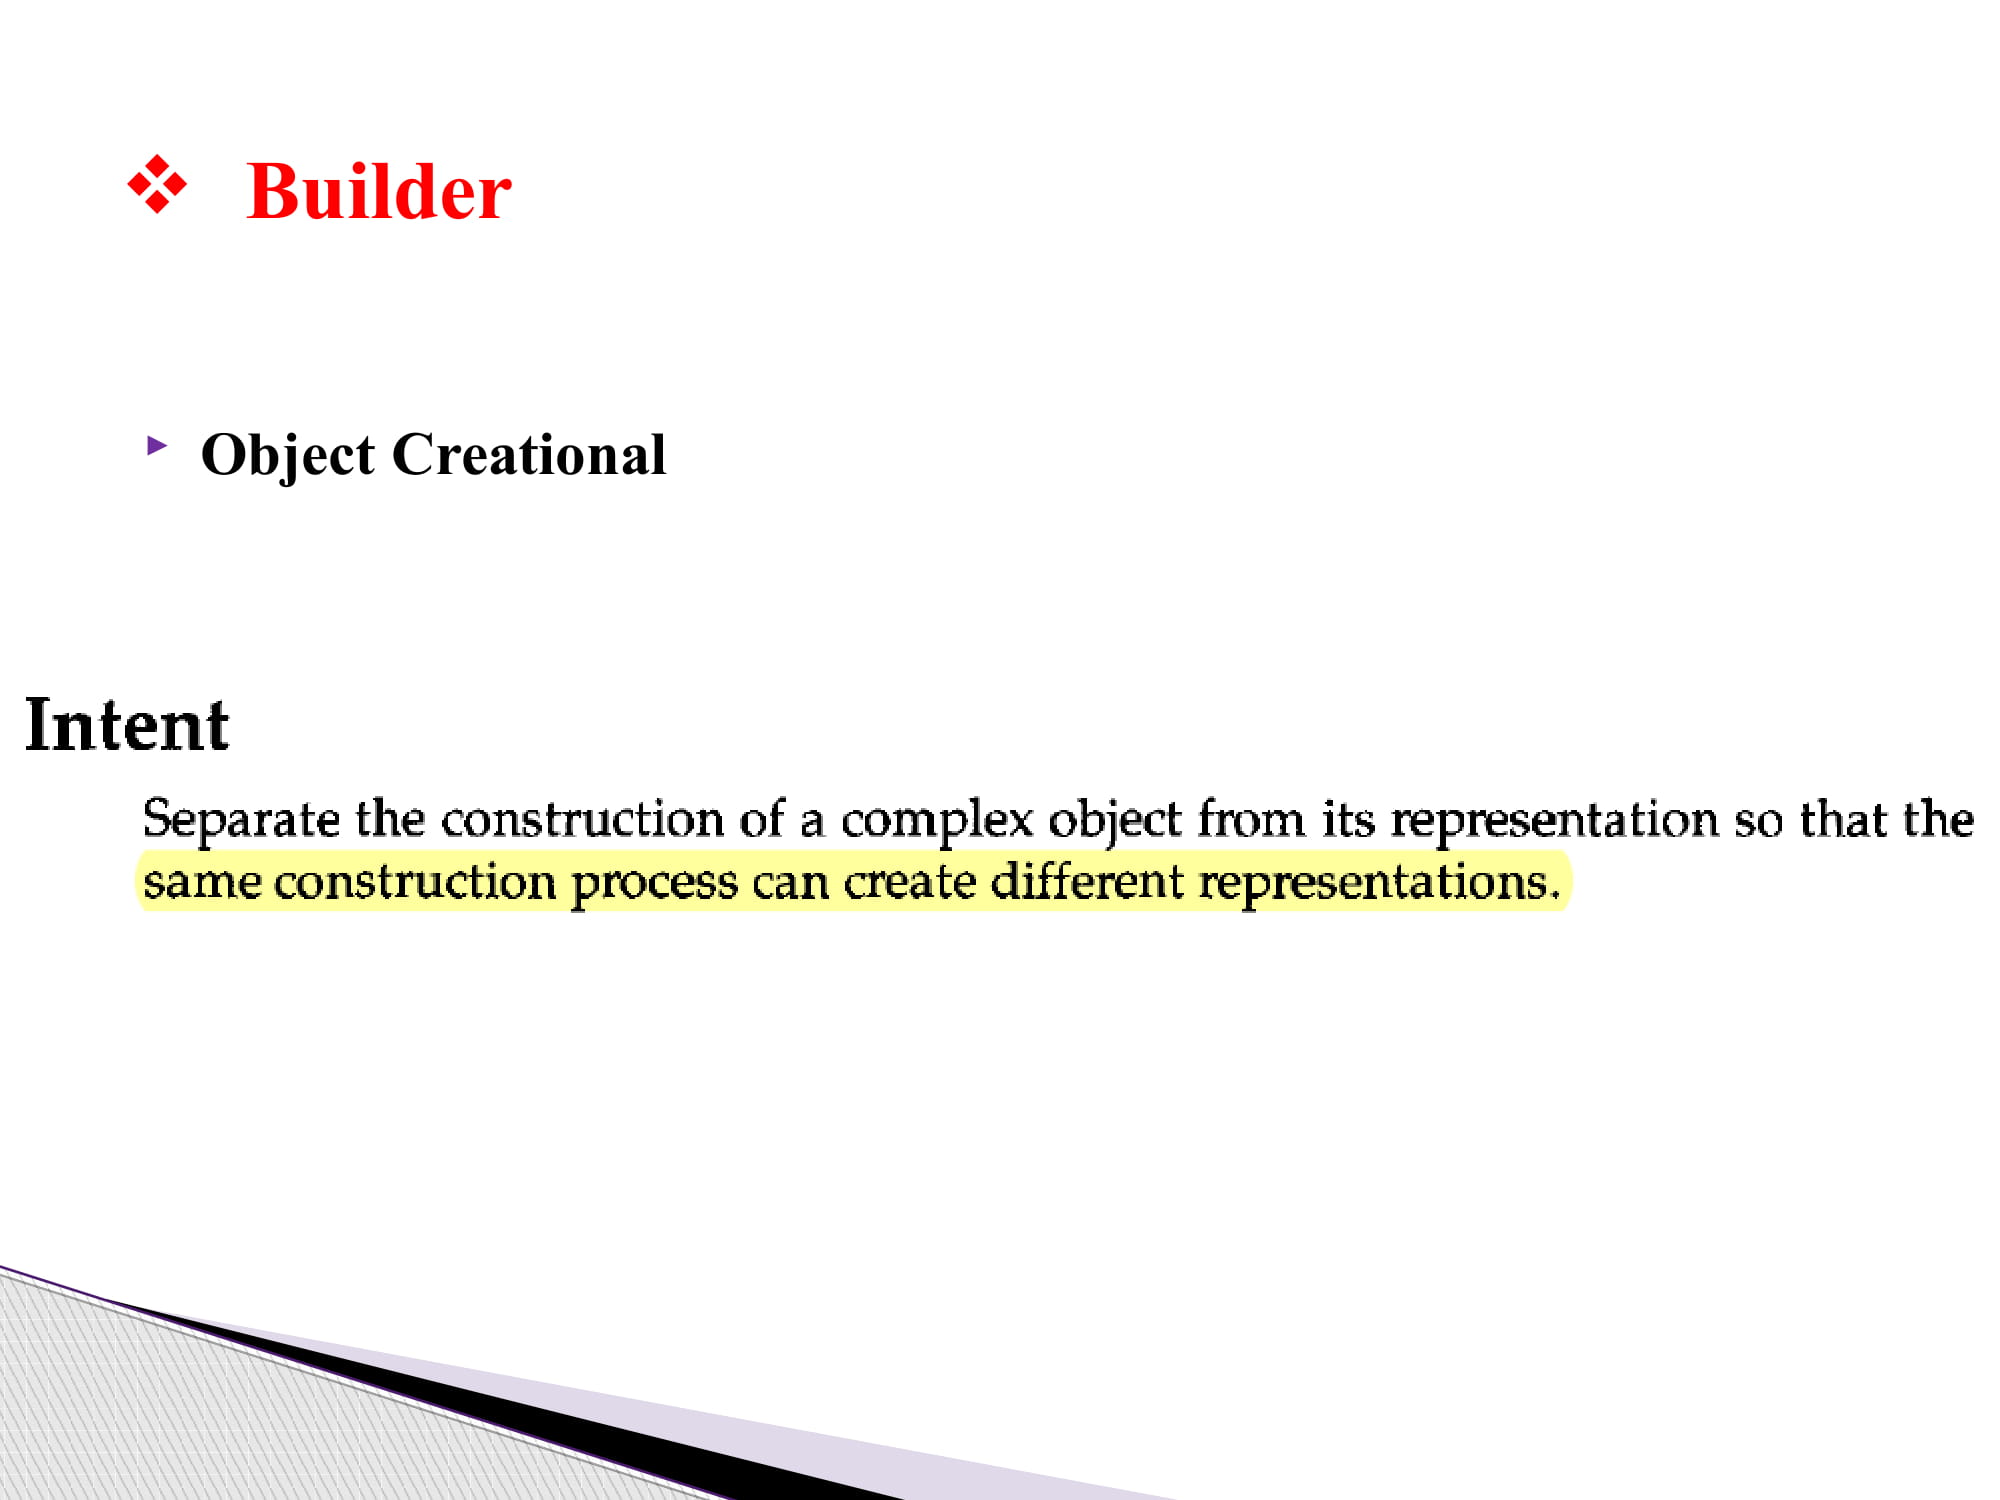 Builder
Object Creational
Intent
Separate the construction of a complex object from its representation so that the
same construction process can create different representations.